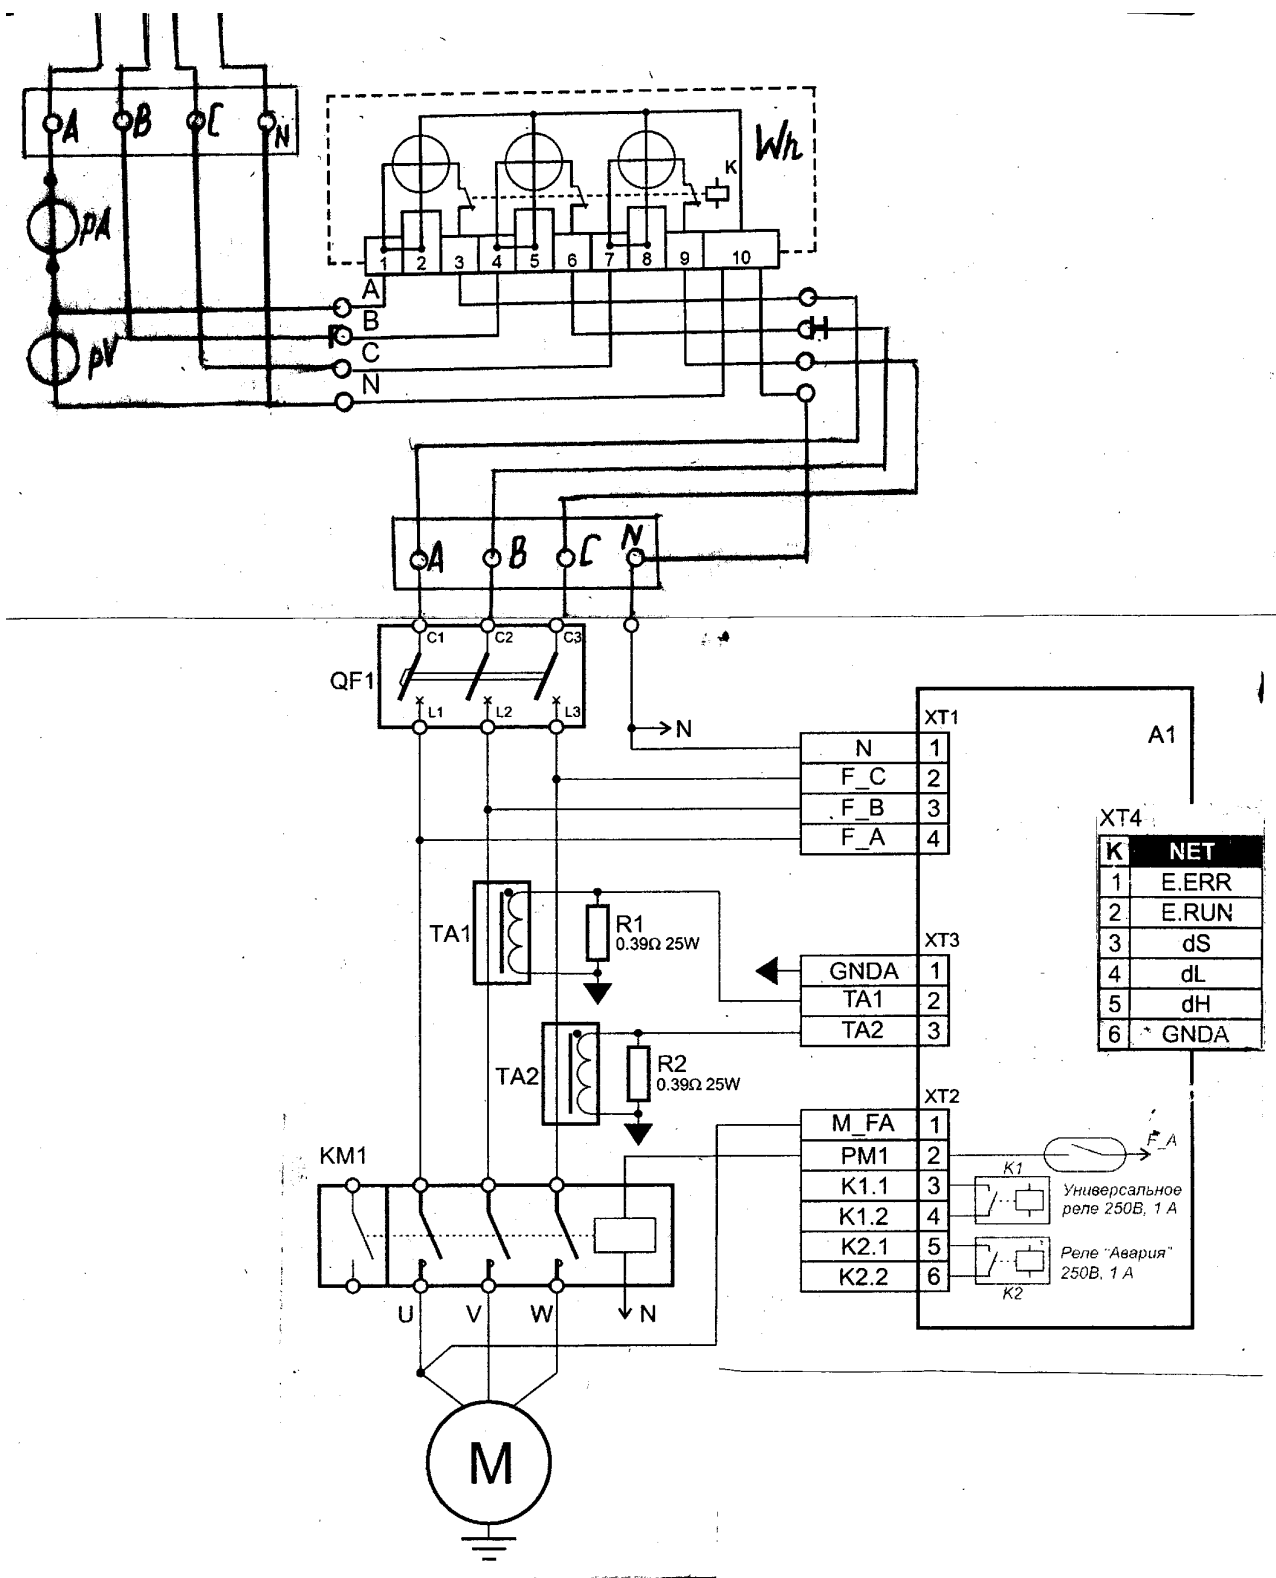 A B C N
pA
pV
Wh
K
1 2 3 4 5 6 7 8 9 10
A
B
C
N
A B C N
QF1
C1 C2 C3
L1 L2 L3
N
A1
XT1
N 1
F_C 2
F_B 3
F_A 4
XT4
K NET
1 E.ERR
2 E.RUN
3 dS
4 dL
5 dH
6 GNDA
TA1
R1
0.39Ω 25W
XT3
GNDA 1
TA1 2
TA2 3
TA2
R2
0.39Ω 25W
XT2
M_FA 1
PM1 2
K1.1 3
K1.2 4
K2.1 5
K2.2 6
F_A
K1
Универсальное
реле 250В, 1 А
Реле "Авария"
250В, 1 А
K2
KM1
U V W N
M